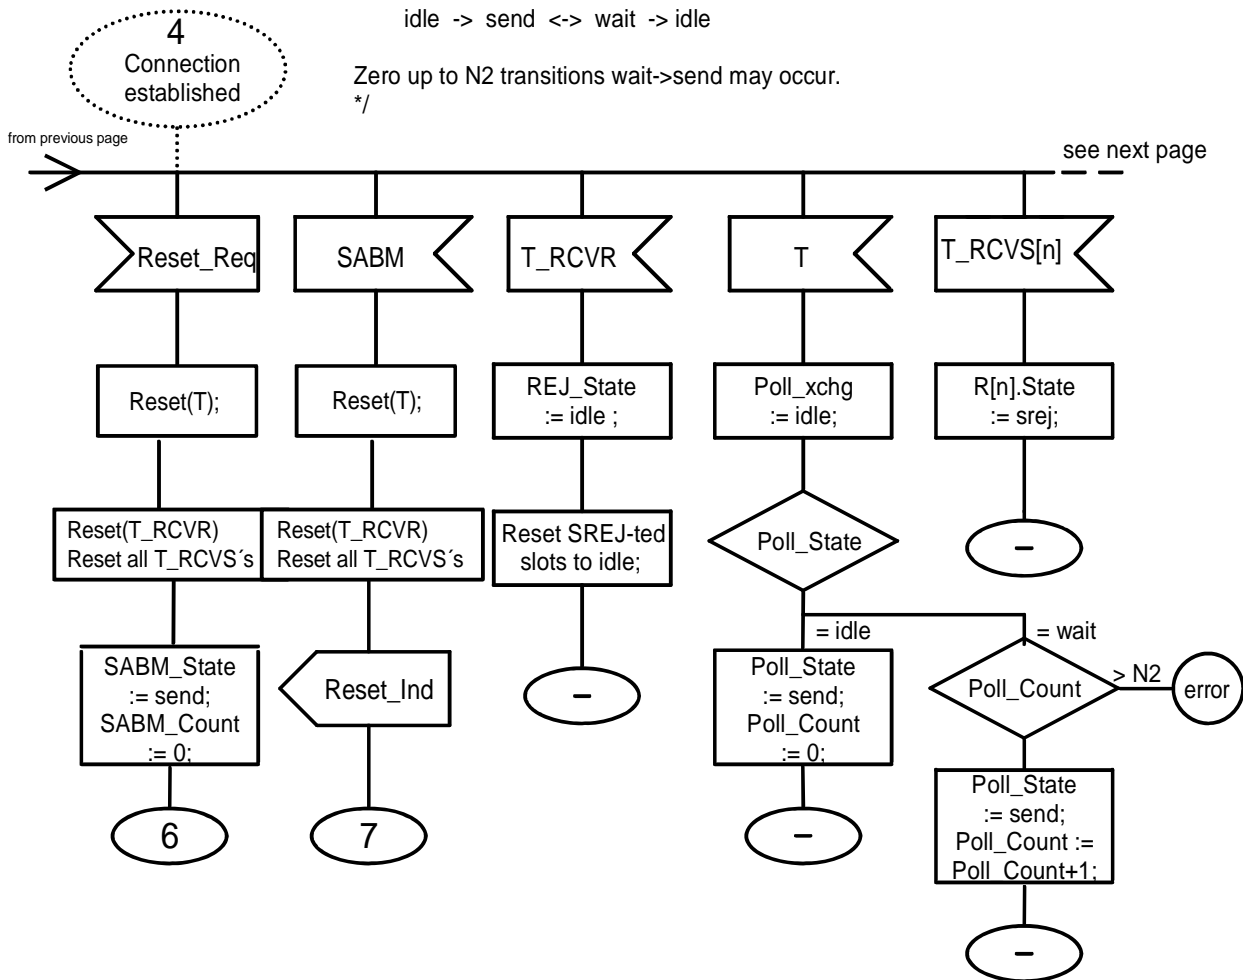 idle -> send <-> wait -> idle
4
Connection
established
Zero up to N2 transitions wait->send may occur.
*/
from previous page
see next page
Reset_Req
SABM
T_RCVR
T
T_RCVS[n]
Reset(T);
Reset(T);
REJ_State
:= idle ;
Poll_xchg
:= idle;
R[n].State
:= srej;
Reset(T_RCVR)
Reset all T_RCVS´s
Reset(T_RCVR)
Reset all T_RCVS´s
Reset SREJ-ted
slots to idle;
Poll_State
–
= idle
= wait
SABM_State
:= send;
SABM_Count
:= 0;
Reset_Ind
–
Poll_State
:= send;
Poll_Count
:= 0;
Poll_Count
> N2
error
6
7
–
Poll_State
:= send;
Poll_Count :=
Poll_Count+1;
–